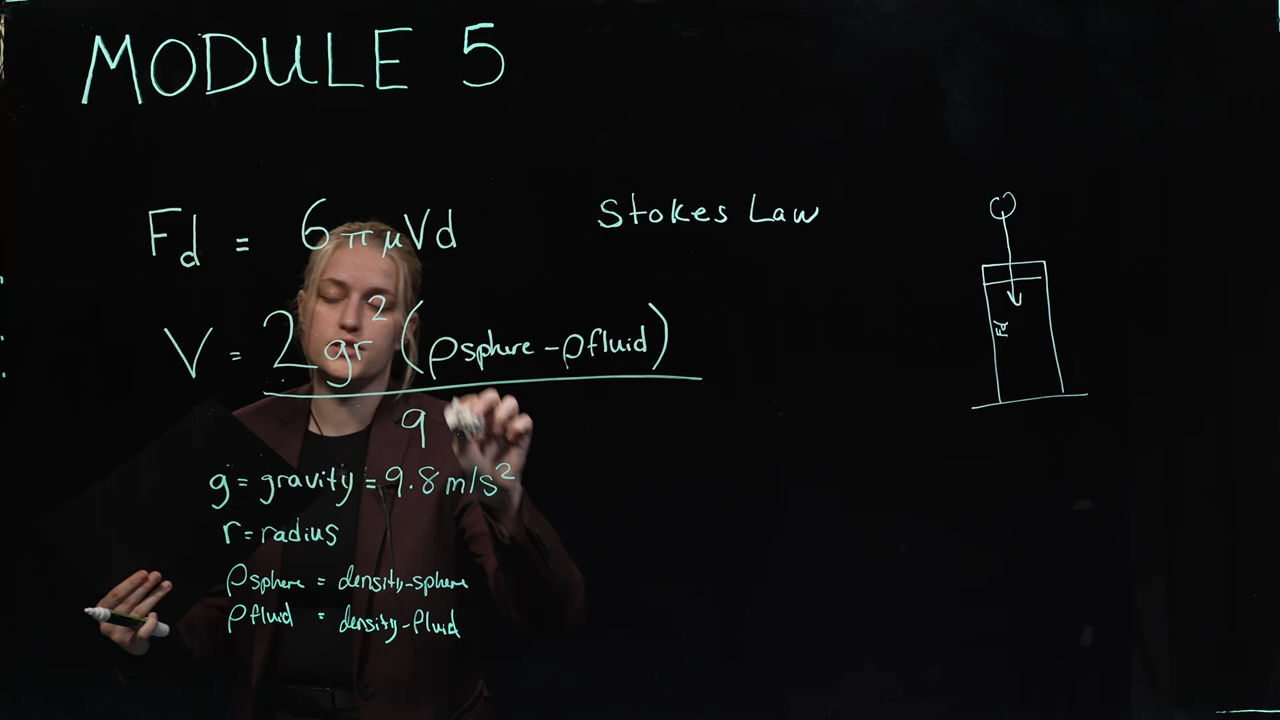 MODULE 5
Fd = 6πμVd
Stokes Law
V = 2gr² (ρsphere - ρfluid)
9
g = gravity = 9.8 m/s²
r = radius
ρsphere = density-sphere
ρfluid = density-fluid
Fd